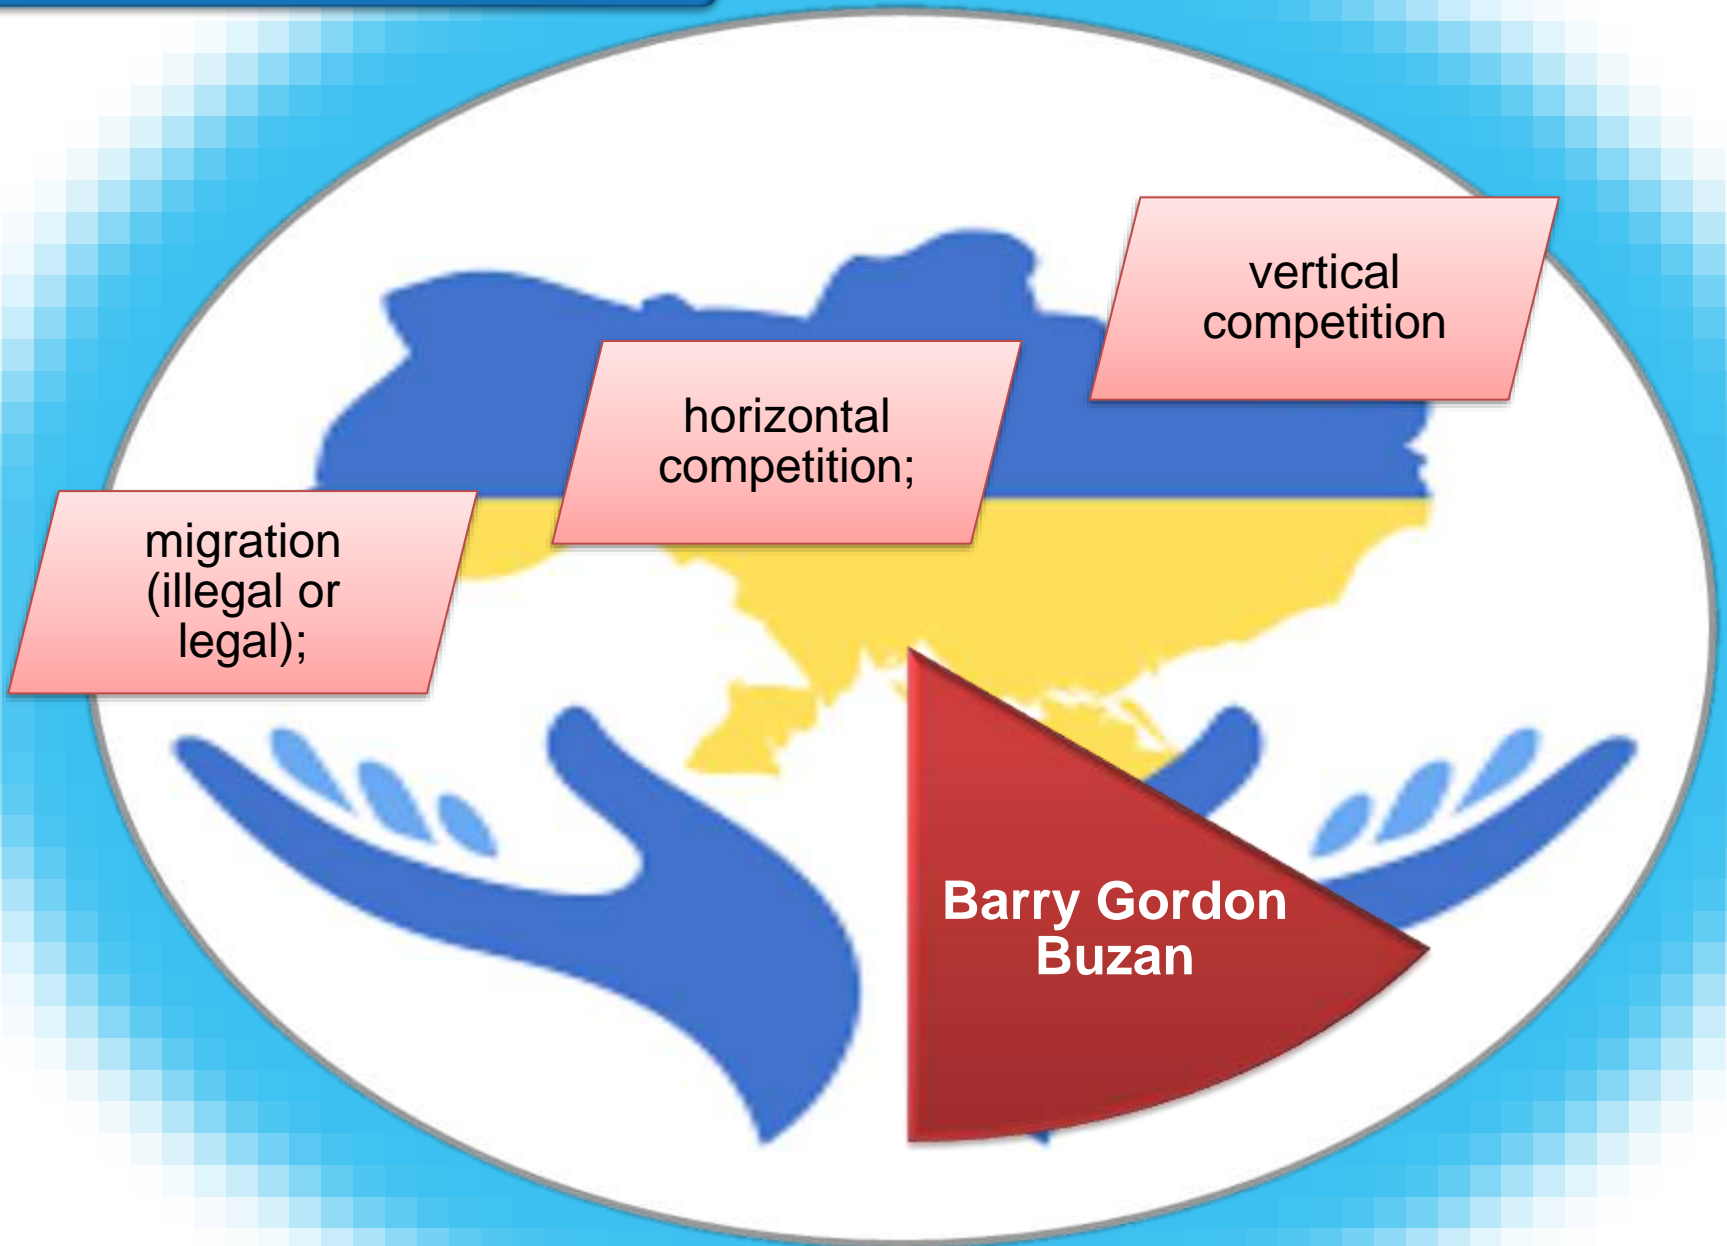 vertical
competition
horizontal
competition;
migration
(illegal or
legal);
Barry Gordon
Buzan